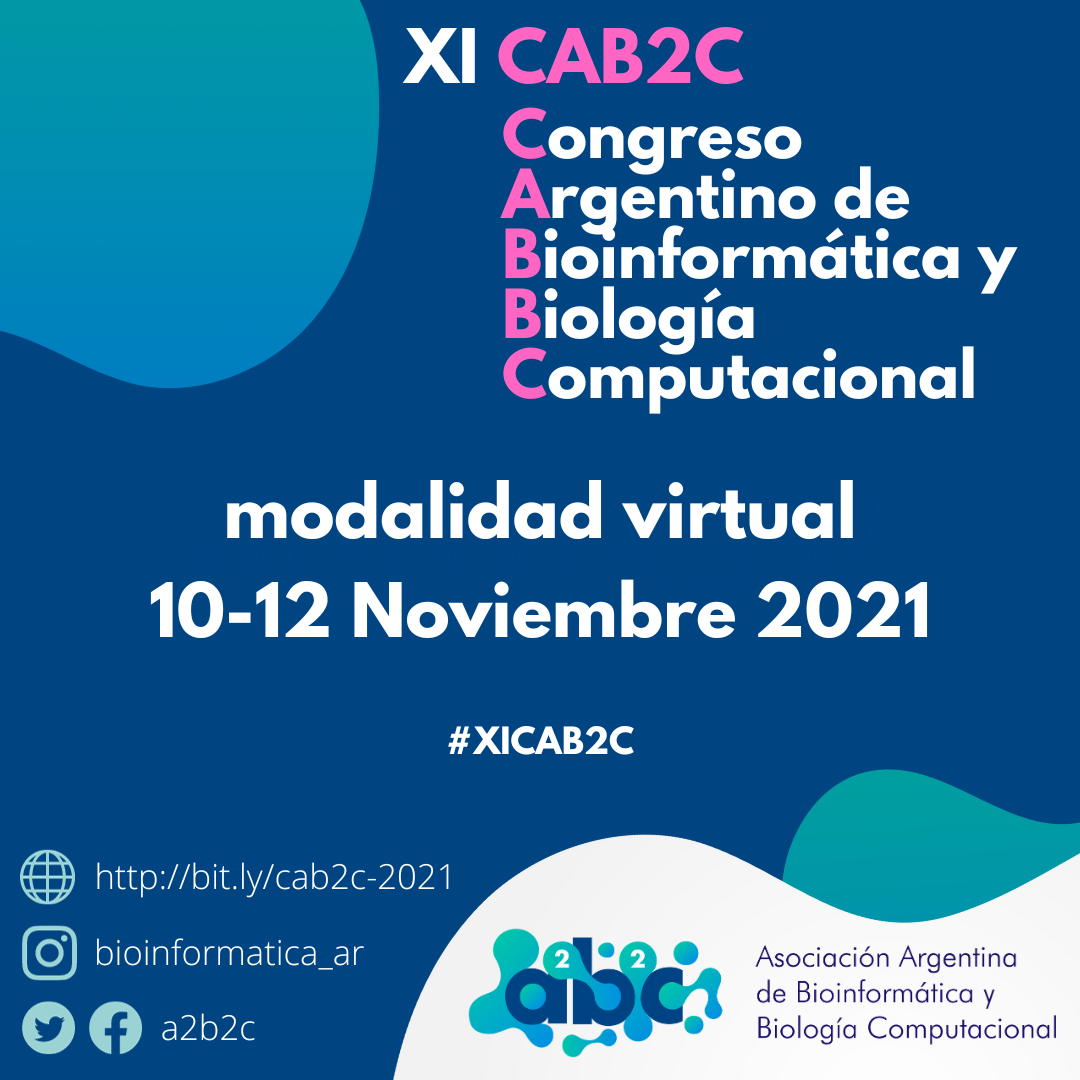 XI CAB2C
Congreso
Argentino de
Bioinformática y
Biología
Computacional
modalidad virtual
10-12 Noviembre 2021
#XICAB2C
http://bit.ly/cab2c-2021
bioinformatica_ar
a2b2c
a2b2c
Asociación Argentina
de Bioinformática y
Biología Computacional